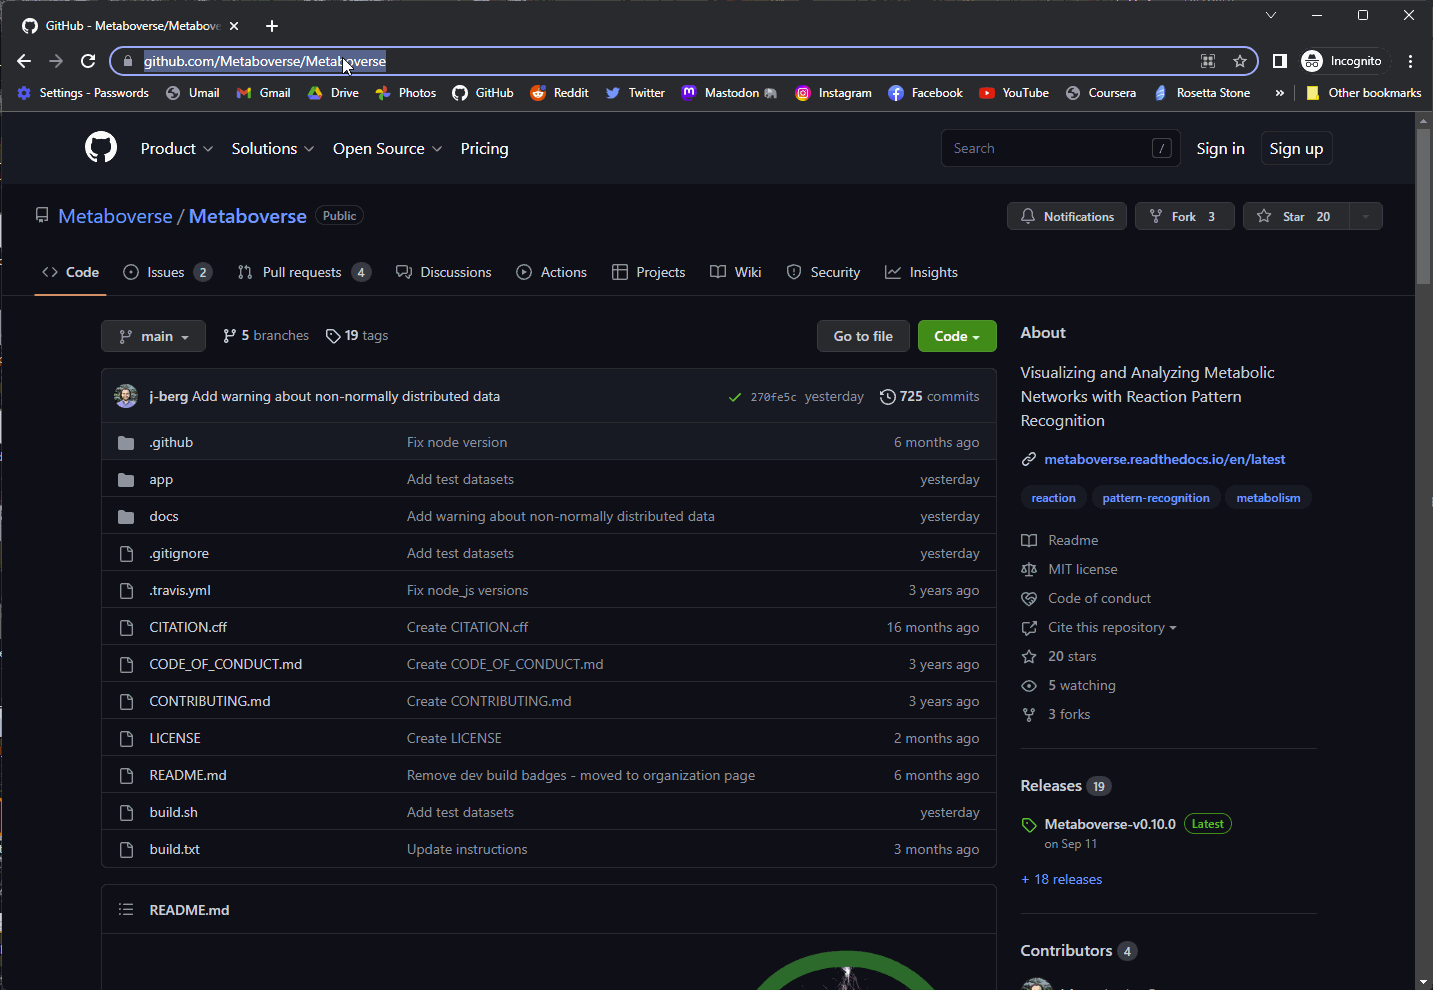 GitHub - Metaboverse/Metabove
github.com/Metaboverse/Metaboverse
Incognito
Settings - Passwords Umail Gmail Drive Photos GitHub Reddit Twitter Mastodon Instagram Facebook YouTube Coursera Rosetta Stone » Other bookmarks
Product Solutions Open Source Pricing Search / Sign in Sign up
Metaboverse / Metaboverse Public Notifications Fork 3 Star 20
Code Issues 2 Pull requests 4 Discussions Actions Projects Wiki Security Insights
main 5 branches 19 tags Go to file Code
j-berg Add warning about non-normally distributed data 270fe5c yesterday 725 commits
.github Fix node version 6 months ago
app Add test datasets yesterday
docs Add warning about non-normally distributed data yesterday
.gitignore Add test datasets yesterday
.travis.yml Fix node_js versions 3 years ago
CITATION.cff Create CITATION.cff 16 months ago
CODE_OF_CONDUCT.md Create CODE_OF_CONDUCT.md 3 years ago
CONTRIBUTING.md Create CONTRIBUTING.md 3 years ago
LICENSE Create LICENSE 2 months ago
README.md Remove dev build badges - moved to organization page 6 months ago
build.sh Add test datasets yesterday
build.txt Update instructions 3 months ago
README.md
About
Visualizing and Analyzing Metabolic
Networks with Reaction Pattern
Recognition
metaboverse.readthedocs.io/en/latest
reaction pattern-recognition metabolism
Readme
MIT license
Code of conduct
Cite this repository
20 stars
5 watching
3 forks
Releases 19
Metaboverse-v0.10.0 Latest
on Sep 11
+ 18 releases
Contributors 4